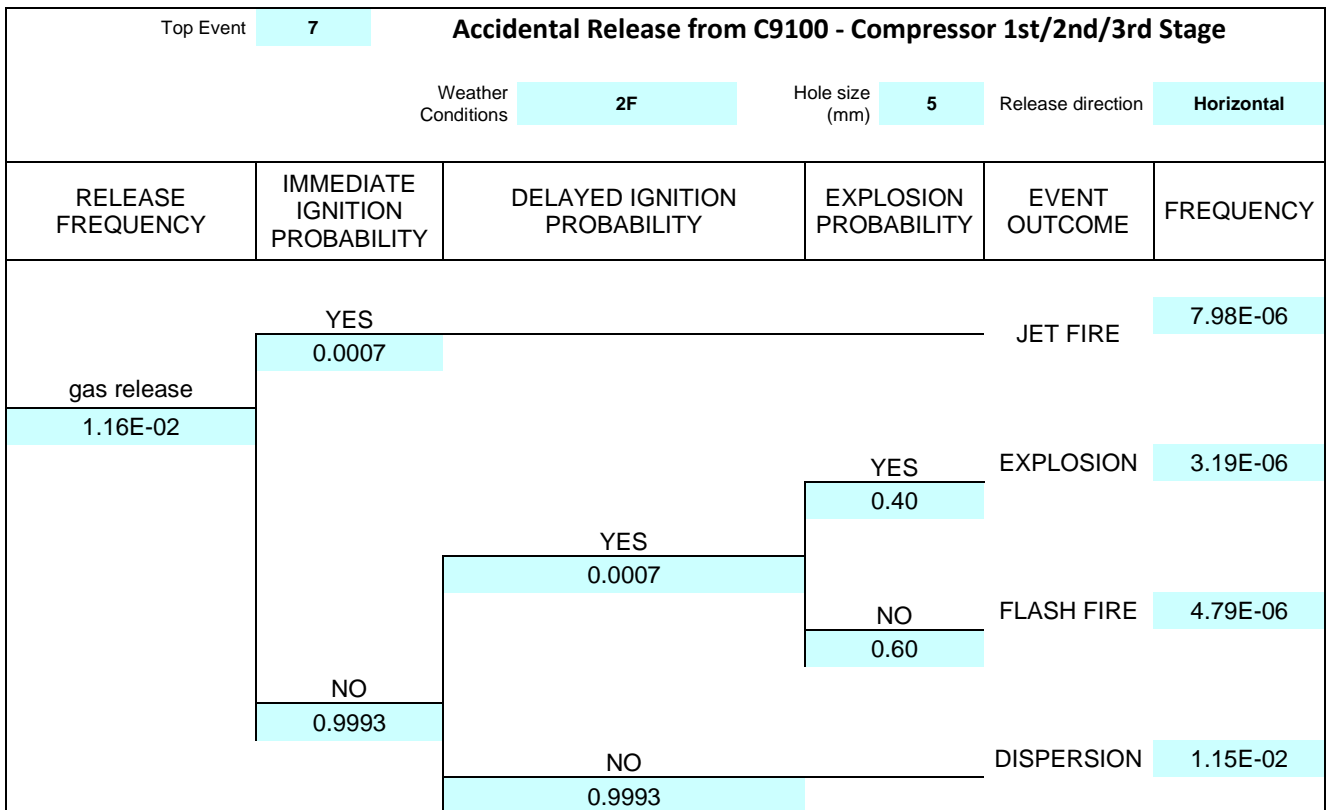 Top Event 7 Accidental Release from C9100 - Compressor 1st/2nd/3rd Stage
Weather Conditions 2F Hole size (mm) 5 Release direction Horizontal
RELEASE FREQUENCY
IMMEDIATE IGNITION PROBABILITY
DELAYED IGNITION PROBABILITY
EXPLOSION PROBABILITY
EVENT OUTCOME
FREQUENCY
YES
0.0007
JET FIRE 7.98E-06
gas release
1.16E-02
YES
0.40
EXPLOSION 3.19E-06
YES
0.0007
NO
0.60
FLASH FIRE 4.79E-06
NO
0.9993
NO
0.9993
DISPERSION 1.15E-02